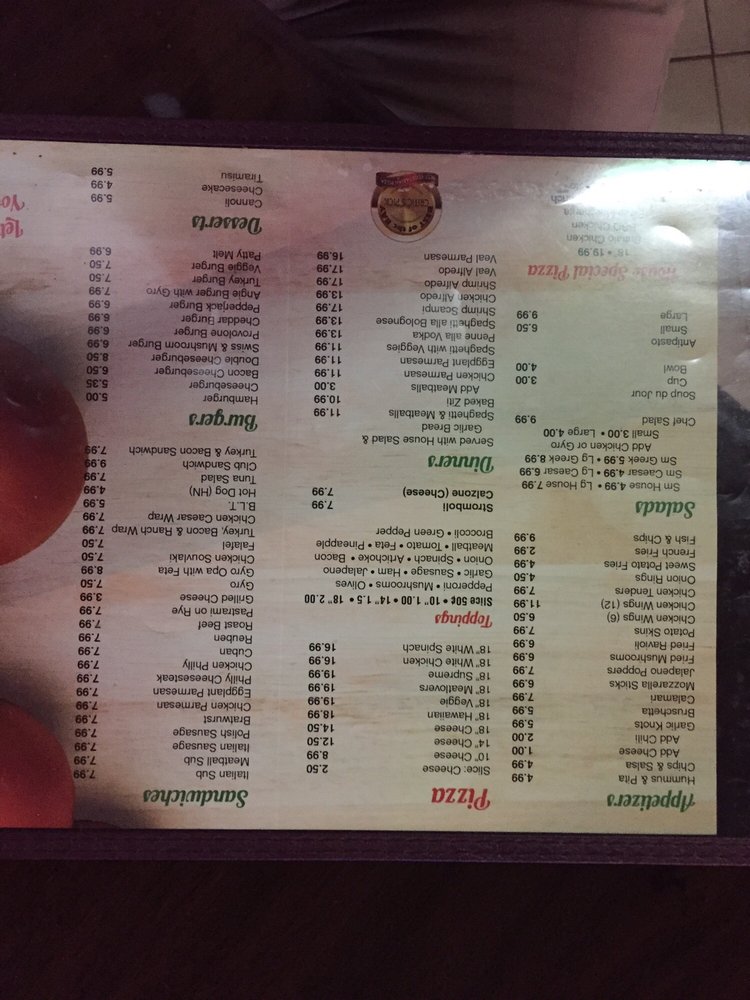 Appetizers
Hummus & Pita 4.99
Chips & Salsa 4.99
Add Cheese 1.00
Add Chili 2.00
Garlic Knots 5.99
Bruschetta 5.99
Calamari 7.99
Mozzarella Sticks 6.99
Jalapeno Poppers 7.99
Fried Mushrooms 6.99
Fried Ravioli 6.99
Potato Skins 7.99
Chicken Wings (6) 6.50
Chicken Wings (12) 11.99
Chicken Tenders 7.99
Onion Rings 4.50
Sweet Potato Fries 4.99
French Fries 2.99
Fish & Chips 9.99
Salads
Sm House 4.99 • Lg House 7.99
Sm Caesar 4.99 • Lg Caesar 6.99
Sm Greek 5.99 • Lg Greek 8.99
Add Chicken or Gyro
Small 3.00 • Large 4.00
Chef Salad 9.99
Soup du Jour
Cup 3.00
Bowl 4.00
Antipasto
Small 6.50
Large 9.99
House Special Pizza
18" 19.99 •
Buffalo Chicken
BBQ Chicken
Pizza
Slice: Cheese 2.50
10" Cheese 8.99
14" Cheese 12.50
18" Cheese 14.50
18" Hawaiian 18.99
18" Veggie 19.99
18" Meatlovers 19.99
18" Supreme 19.99
18" White Chicken 16.99
18" White Spinach 16.99
Toppings
Slice 50¢ • 10" 1.00 • 14" 1.5 • 18" 2.00
Pepperoni • Mushrooms • Olives
Garlic • Sausage • Ham • Jalapeno
Onion • Spinach • Artichoke • Bacon
Meatball • Tomato • Feta • Pineapple
Broccoli • Green Pepper
Stromboli 7.99
Calzone (Cheese) 7.99
Dinners
Served with House Salad &
Garlic Bread
Spaghetti & Meatballs 11.99
Baked Ziti 10.99
Add Meatballs 3.00
Chicken Parmesan 11.99
Eggplant Parmesan 11.99
Spaghetti with Veggies 11.99
Penne alla Vodka 13.99
Spaghetti alla Bolognese 13.99
Shrimp Scampi 17.99
Chicken Alfredo 13.99
Shrimp Alfredo 17.99
Veal Alfredo 17.99
Veal Parmesan 16.99
BEST OF THE BAY
CRITICS PICK
Sandwiches
Italian Sub 7.99
Meatball Sub 7.99
Italian Sausage 7.99
Polish Sausage 7.99
Bratwurst 7.99
Chicken Parmesan 7.99
Eggplant Parmesan 7.99
Philly Cheesesteak 7.99
Chicken Philly 7.99
Cuban 7.99
Reuben 7.99
Roast Beef 7.99
Pastrami on Rye 7.99
Grilled Cheese 3.99
Gyro 7.50
Gyro Opa with Feta 8.99
Chicken Souvlaki 7.50
Falafel 7.50
Turkey, Bacon & Ranch Wrap 7.99
Chicken Caesar Wrap 7.99
B.L.T. 5.99
Hot Dog (HN) 4.99
Tuna Salad 7.99
Club Sandwich 9.99
Turkey & Bacon Sandwich 7.99
Burgers
Hamburger 5.00
Cheeseburger 5.35
Bacon Cheeseburger 6.99
Double Cheeseburger 8.50
Swiss & Mushroom Burger 6.99
Provolone Burger 6.99
Cheddar Burger 6.99
Pepperjack Burger 6.99
Angie Burger with Gyro 7.99
Turkey Burger 7.50
Veggie Burger 7.50
Patty Melt 6.99
Desserts
Cannoli 5.99
Cheesecake 4.99
Tiramisu 5.99